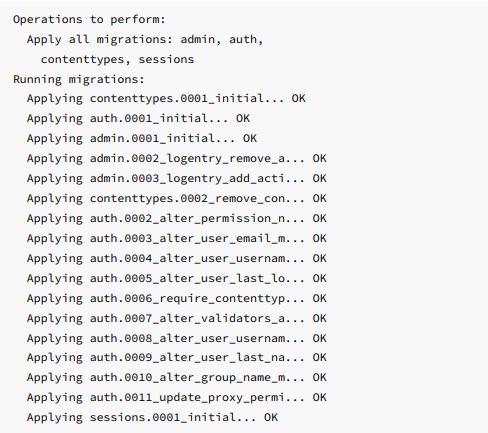 Operations to perform:
  Apply all migrations: admin, auth,
    contenttypes, sessions
Running migrations:
  Applying contenttypes.0001_initial... OK
  Applying auth.0001_initial... OK
  Applying admin.0001_initial... OK
  Applying admin.0002_logentry_remove_a... OK
  Applying admin.0003_logentry_add_acti... OK
  Applying contenttypes.0002_remove_con... OK
  Applying auth.0002_alter_permission_n... OK
  Applying auth.0003_alter_user_email_m... OK
  Applying auth.0004_alter_user_usernam... OK
  Applying auth.0005_alter_user_last_lo... OK
  Applying auth.0006_require_contenttyp... OK
  Applying auth.0007_alter_validators_a... OK
  Applying auth.0008_alter_user_usernam... OK
  Applying auth.0009_alter_user_last_na... OK
  Applying auth.0010_alter_group_name_m... OK
  Applying auth.0011_update_proxy_permi... OK
  Applying sessions.0001_initial... OK